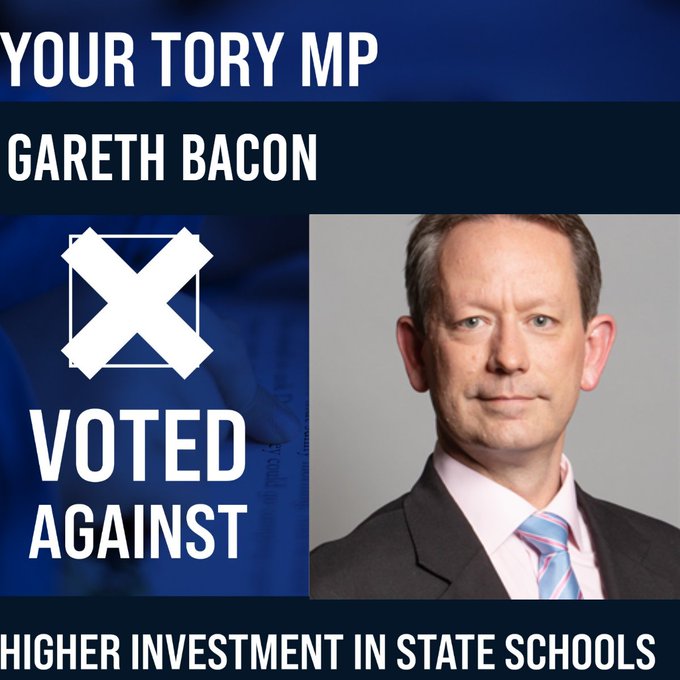 YOUR TORY MP
GARETH BACON
VOTED
AGAINST
HIGHER INVESTMENT IN STATE SCHOOLS